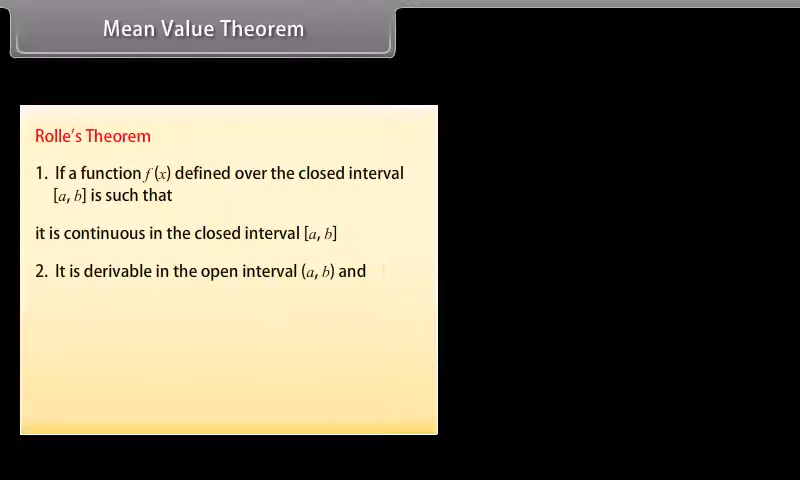 Mean Value Theorem
Rolle's Theorem
1. If a function f (x) defined over the closed interval
[a, b] is such that
it is continuous in the closed interval [a, b]
2. It is derivable in the open interval (a, b) and